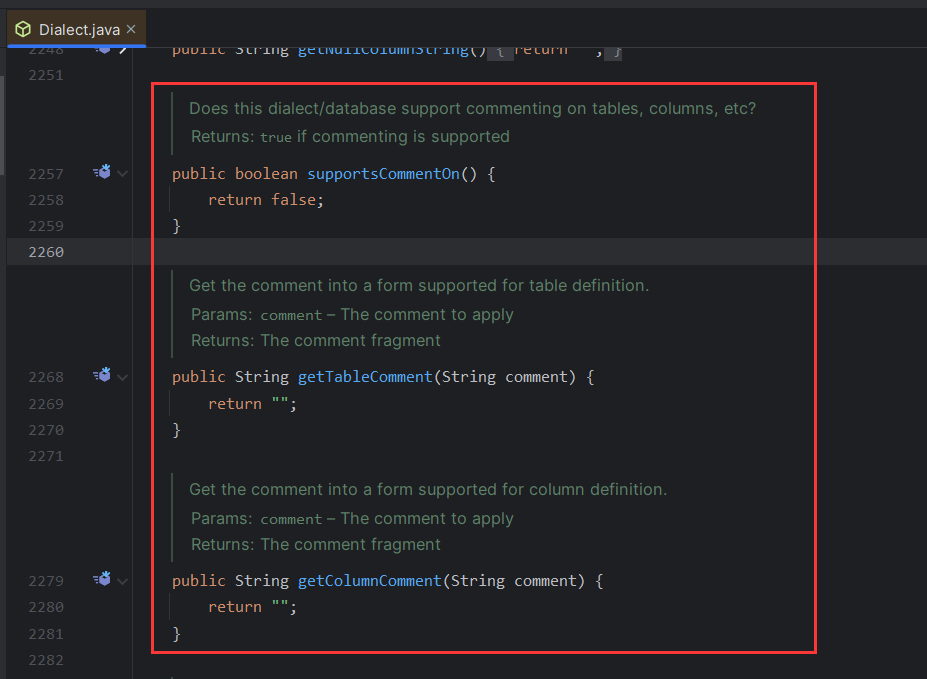 Dialect.java
2248 public String getNullColumnString() { return "" ; }
2251
Does this dialect/database support commenting on tables, columns, etc?
Returns: true if commenting is supported
2257 public boolean supportsCommentOn() {
2258 return false;
2259 }
2260
Get the comment into a form supported for table definition.
Params: comment – The comment to apply
Returns: The comment fragment
2268 public String getTableComment(String comment) {
2269 return "";
2270 }
2271
Get the comment into a form supported for column definition.
Params: comment – The comment to apply
Returns: The comment fragment
2279 public String getColumnComment(String comment) {
2280 return "";
2281 }
2282